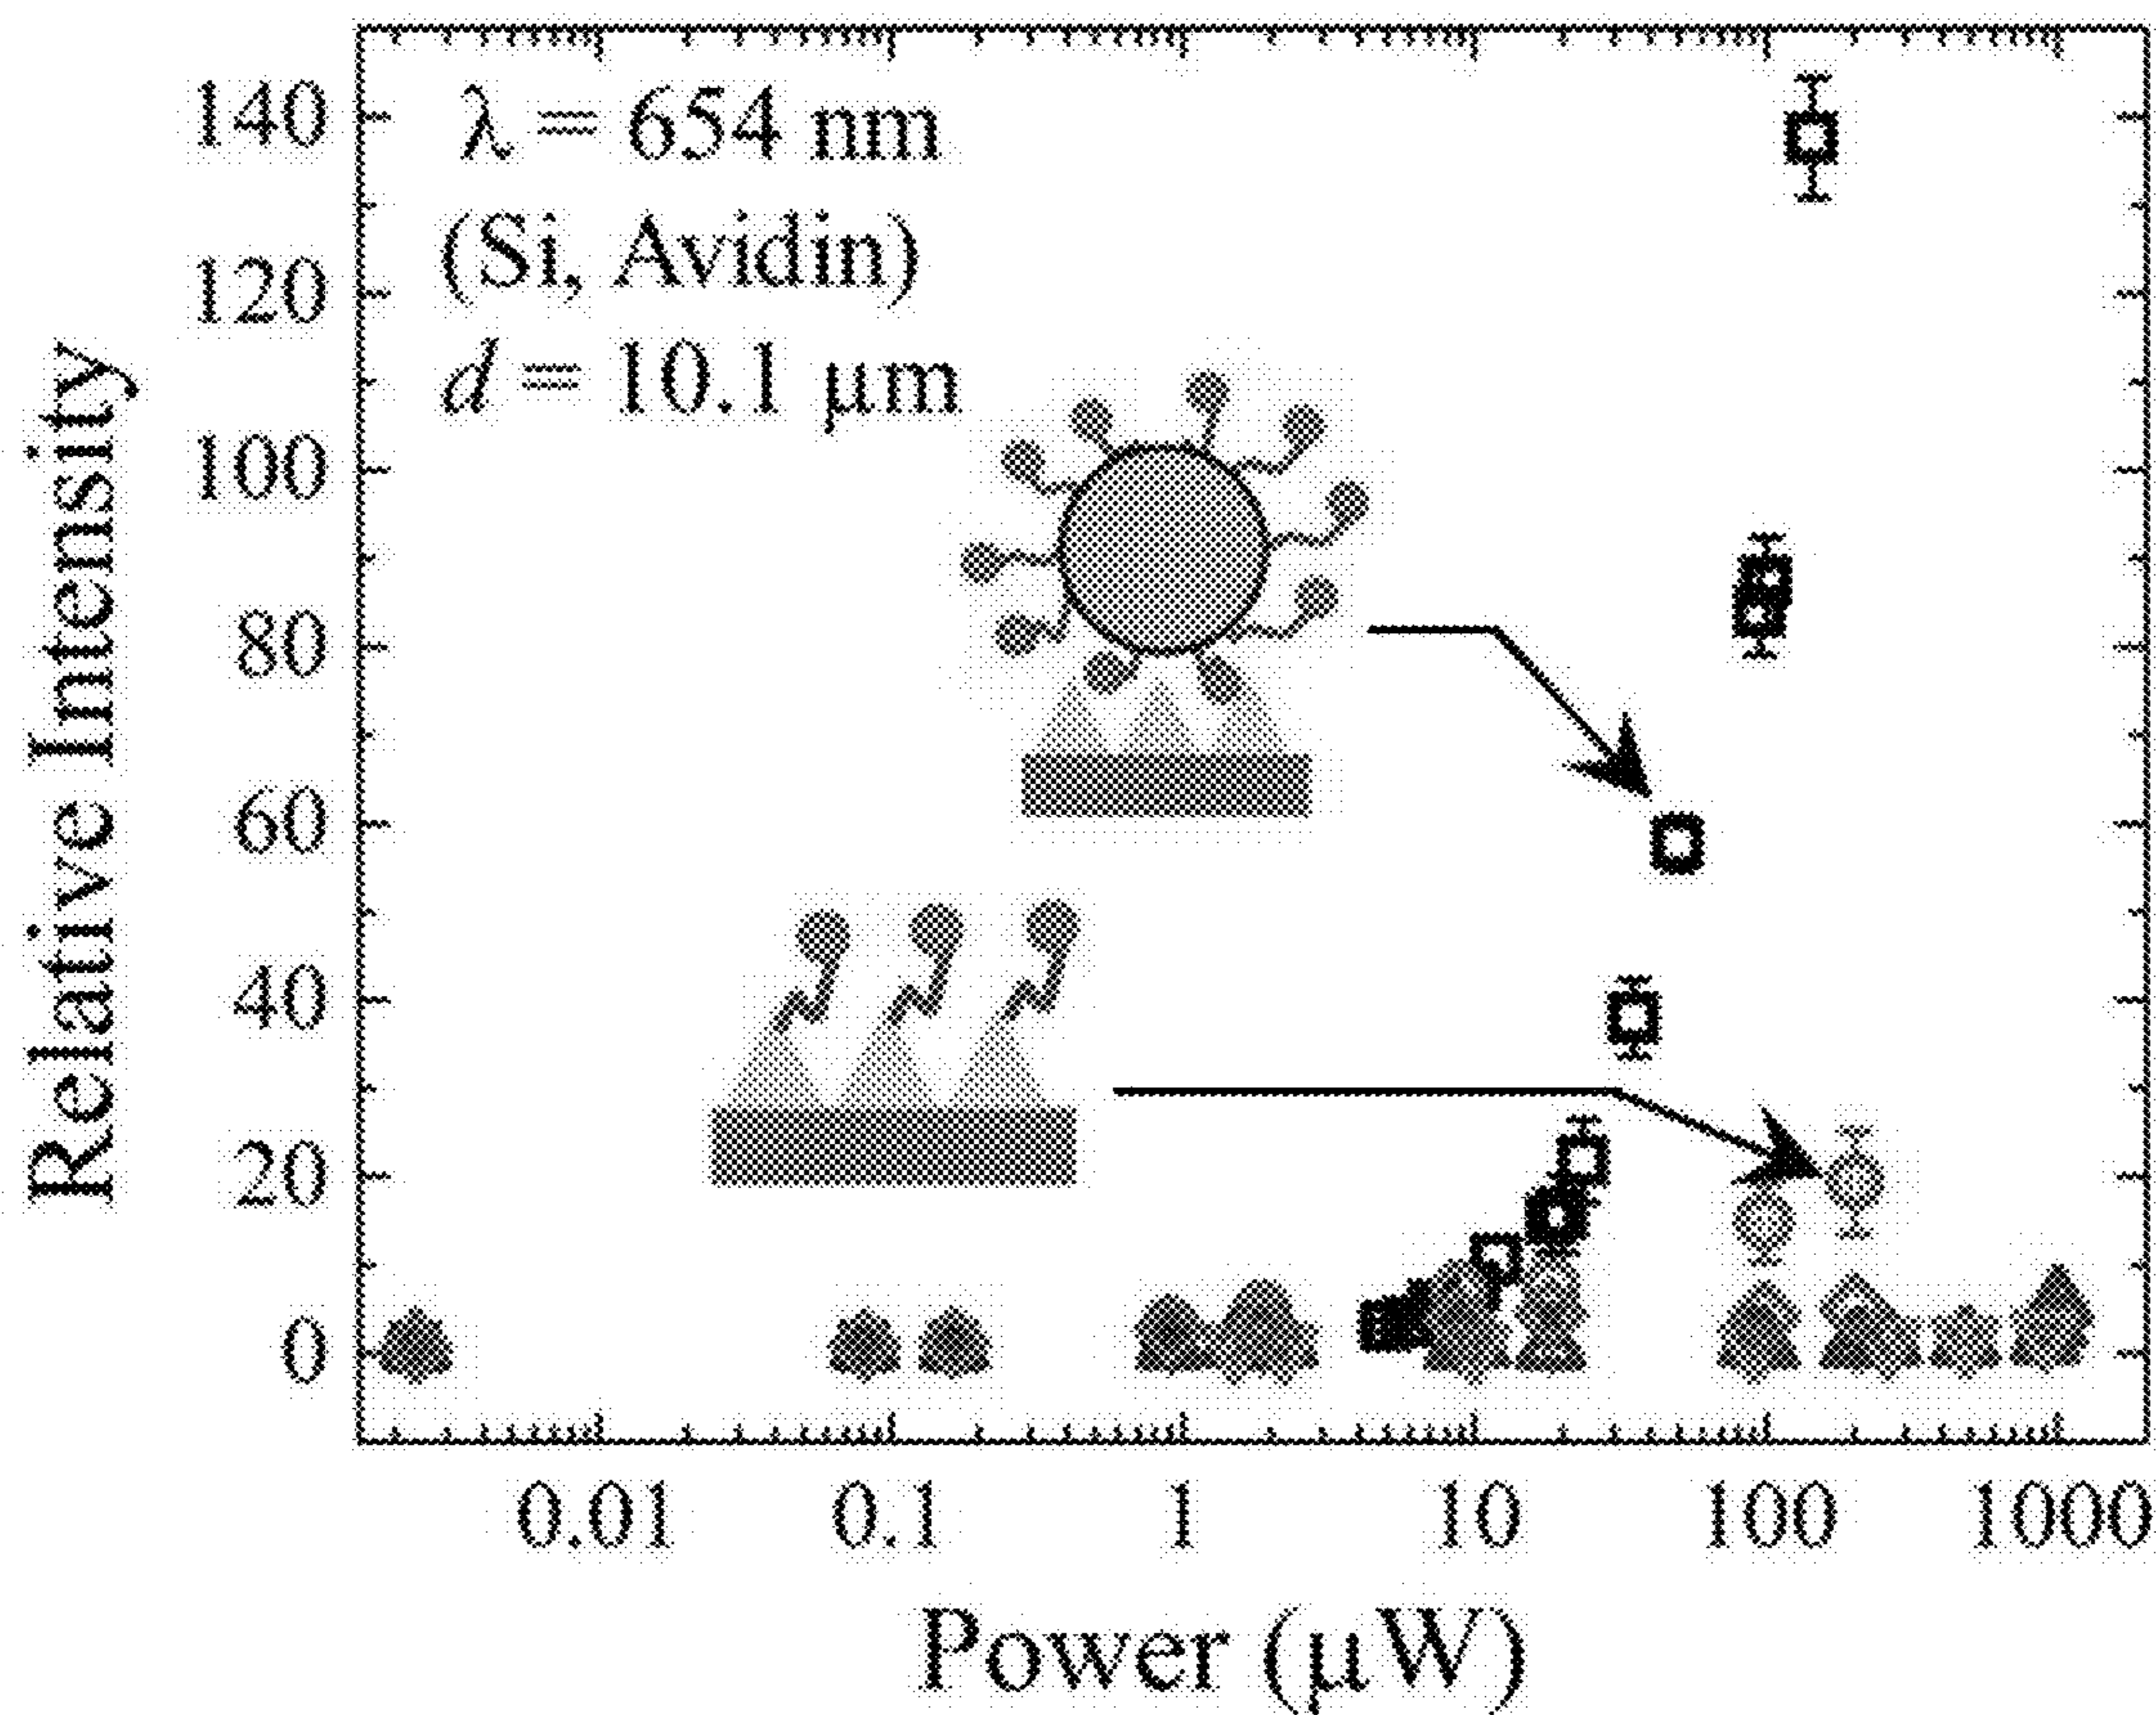 λ = 654 nm
(Si, Avidin)
d = 10.1 μm
Relative Intensity
140
120
100
80
60
40
20
0
0.01 0.1 1 10 100 1000
Power (μW)